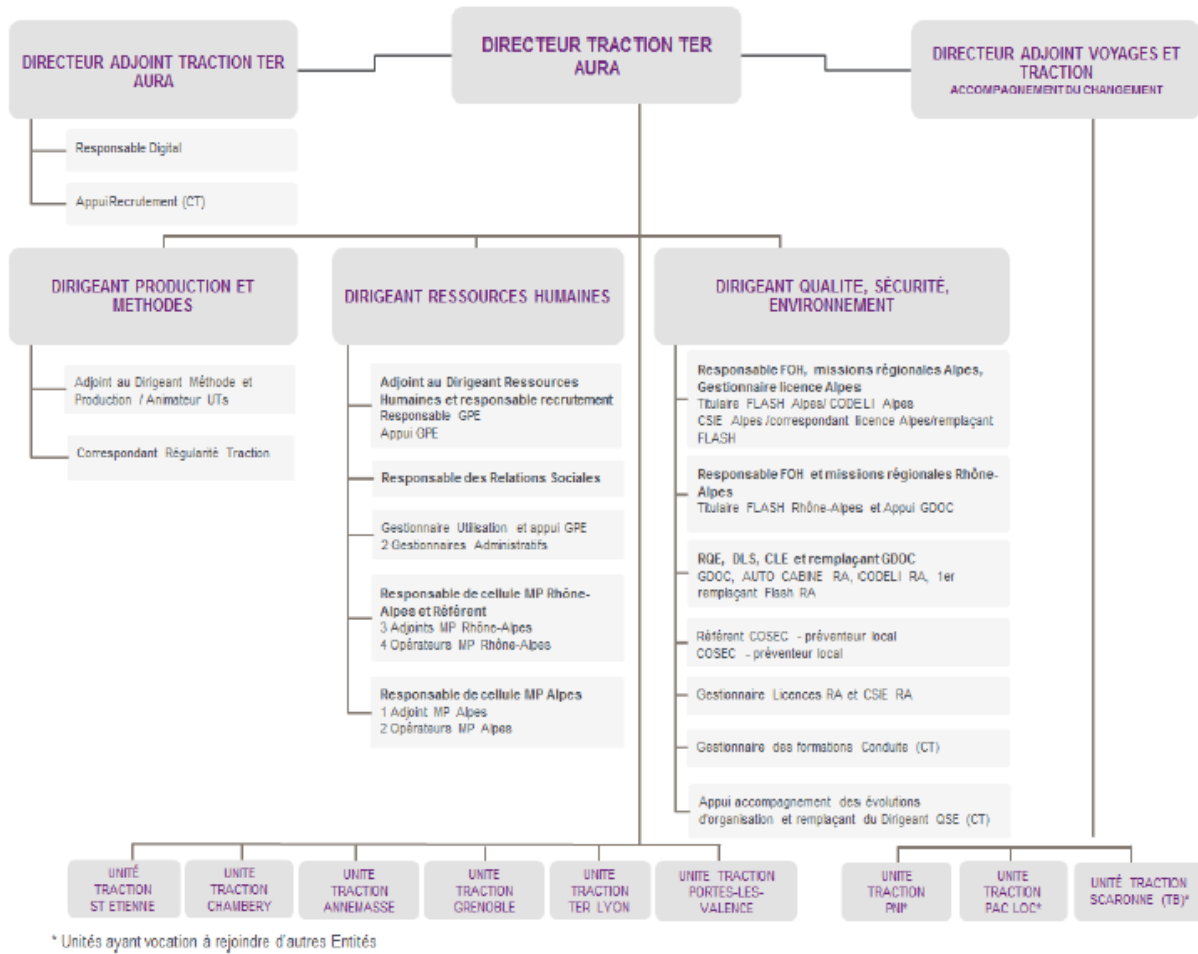 DIRECTEUR ADJOINT TRACTION TER
AURA
DIRECTEUR TRACTION TER
AURA
DIRECTEUR ADJOINT VOYAGES ET
TRACTION
ACCOMPAGNEMENT DU CHANGEMENT
Responsable Digital
Appui Recrutement (CT)
DIRIGEANT PRODUCTION ET
METHODES
Adjoint au Dirigeant Méthode et
Production / Animateur UTs
Correspondant Régularité Traction
DIRIGEANT RESSOURCES HUMAINES
Adjoint au Dirigeant Ressources
Humaines et responsable recrutement
Responsable GPE
Appui GPE
Responsable des Relations Sociales
Gestionnaire Utilisation et appui GPE
2 Gestionnaires Administratifs
Responsable de cellule MP Rhône-
Alpes et Référent
3 Adjoints MP Rhône-Alpes
4 Opérateurs MP Rhône-Alpes
Responsable de cellule MP Alpes
1 Adjoint MP Alpes
2 Opérateurs MP Alpes
DIRIGEANT QUALITE, SÉCURITÉ,
ENVIRONNEMENT
Responsable FOH, missions régionales Alpes,
Gestionnaire licence Alpes
Titulaire FLASH Alpes/ CODELI Alpes
CSIE Alpes /correspondant licence Alpes/remplaçant
FLASH
Responsable FOH et missions régionales Rhône-
Alpes
Titulaire FLASH Rhône-Alpes et Appui GDOC
RQE, DLS, CLE et remplaçant GDOC
GDOC, AUTO CABINE RA, CODELI RA, 1er
remplaçant Flash RA
Référent COSEC - préventeur local
COSEC - préventeur local
Gestionnaire Licences RA et CSIE RA
Gestionnaire des formations Conduite (CT)
Appui accompagnement des évolutions
d'organisation et remplaçant du Dirigeant QSE (CT)
UNITÉ
TRACTION
ST ETIENNE
UNITE
TRACTION
CHAMBERY
UNITE
TRACTION
ANNEMASSE
UNITE
TRACTION
GRENOBLE
UNITE
TRACTION
TER LYON
UNITE TRACTION
PORTES-LES-
VALENCE
UNITE
TRACTION
PNI*
UNITE
TRACTION
PAC LOC*
UNITÉ TRACTION
SCARONNE (TB)*
* Unités ayant vocation à rejoindre d'autres Entités